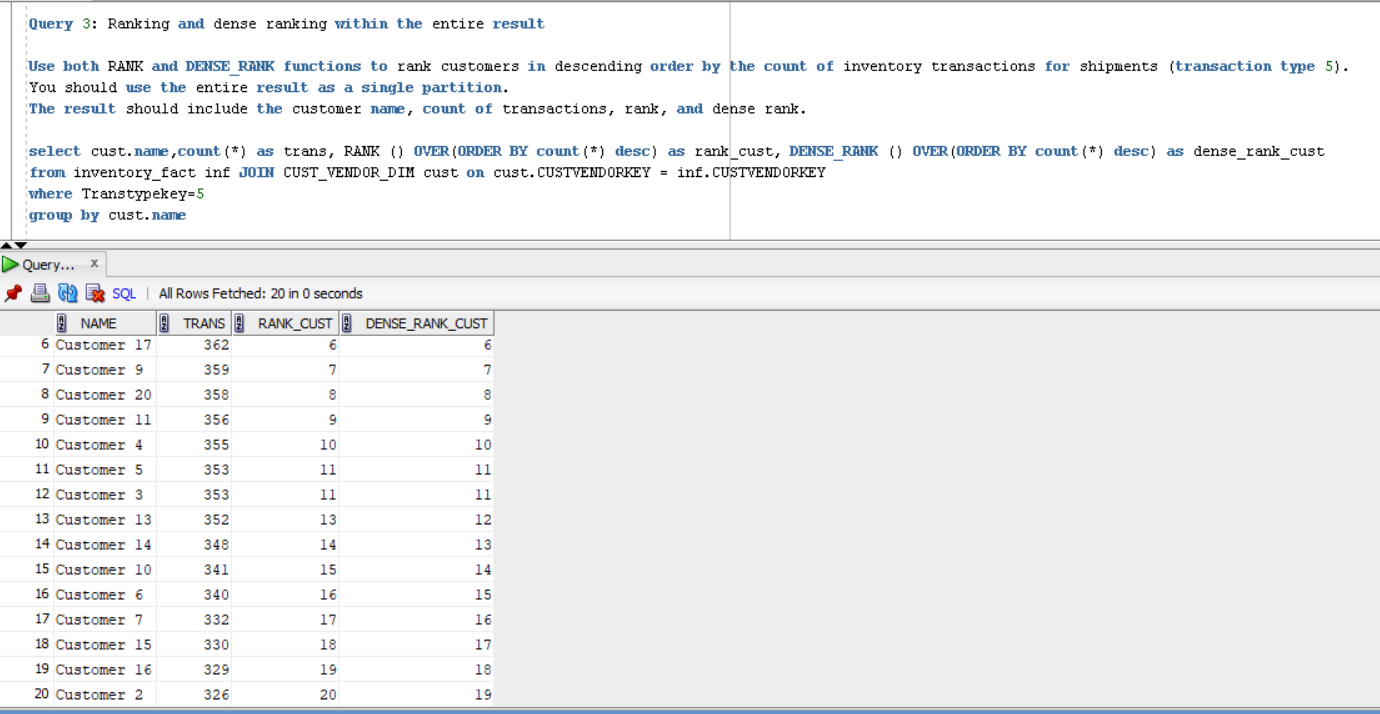 Query 3: Ranking and dense ranking within the entire result
Use both RANK and DENSE_RANK functions to rank customers in descending order by the count of inventory transactions for shipments (transaction type 5).
You should use the entire result as a single partition.
The result should include the customer name, count of transactions, rank, and dense rank.
select cust.name,count(*) as trans, RANK () OVER(ORDER BY count(*) desc) as rank_cust, DENSE_RANK () OVER(ORDER BY count(*) desc) as dense_rank_cust
from inventory_fact inf JOIN CUST_VENDOR_DIM cust on cust.CUSTVENDORKEY = inf.CUSTVENDORKEY
where Transtypekey=5
group by cust.name
Query... x
SQL | All Rows Fetched: 20 in 0 seconds
NAME TRANS RANK_CUST DENSE_RANK_CUST
6 Customer 17 362 6 6
7 Customer 9 359 7 7
8 Customer 20 358 8 8
9 Customer 11 356 9 9
10 Customer 4 355 10 10
11 Customer 5 353 11 11
12 Customer 3 353 11 11
13 Customer 13 352 13 12
14 Customer 14 348 14 13
15 Customer 10 341 15 14
16 Customer 6 340 16 15
17 Customer 7 332 17 16
18 Customer 15 330 18 17
19 Customer 16 329 19 18
20 Customer 2 326 20 19